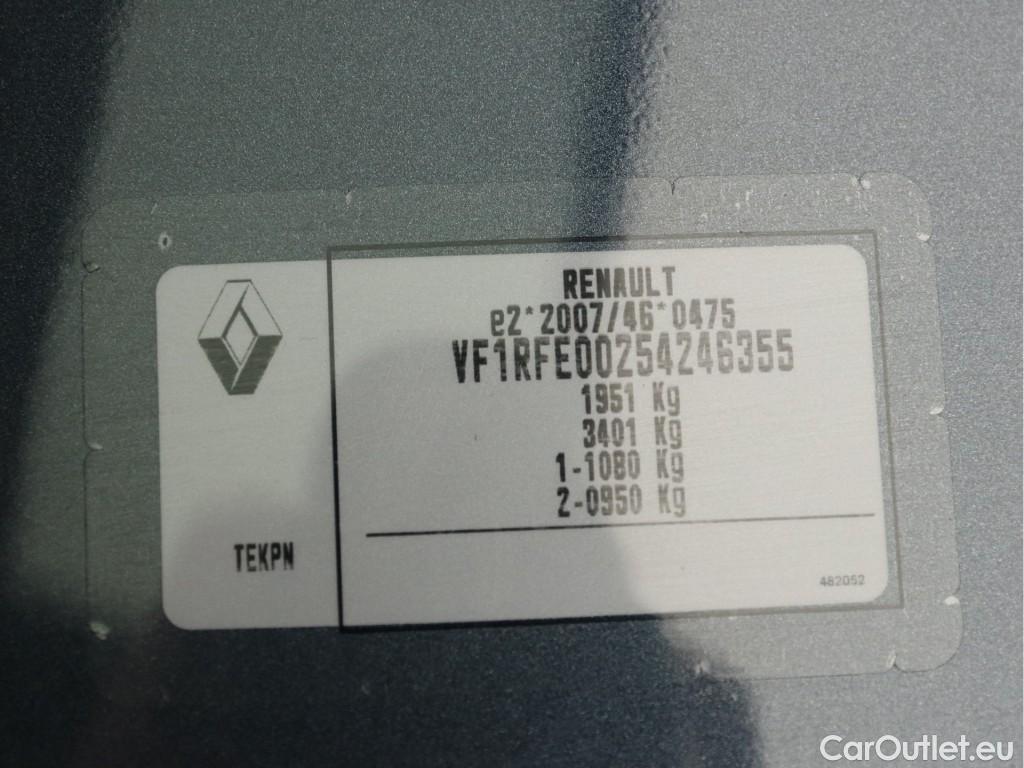 RENAULT
e2*2007/46*0475
VF1RFE00254246355
1951 Kg
3401 Kg
1-1080 Kg
2-0950 Kg
TEKPN
482052
CarOutlet.eu